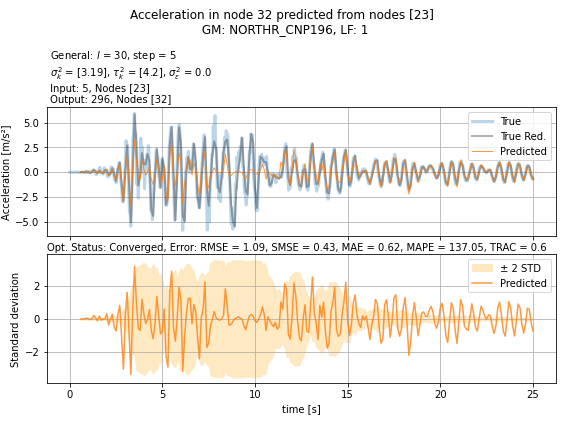 Acceleration in node 32 predicted from nodes [23]
GM: NORTHR_CNP196, LF: 1
General: l = 30, step = 5
σ²ₖ = [3.19], τ²ₖ = [4.2], σ²ε = 0.0
Input: 5, Nodes [23]
Output: 296, Nodes [32]
Acceleration [m/s²]
5.0
2.5
0.0
−2.5
−5.0
True
True Red.
Predicted
Opt. Status: Converged, Error: RMSE = 1.09, SMSE = 0.43, MAE = 0.62, MAPE = 137.05, TRAC = 0.6
Standard deviation
2
0
−2
± 2 STD
Predicted
0 5 10 15 20 25
time [s]